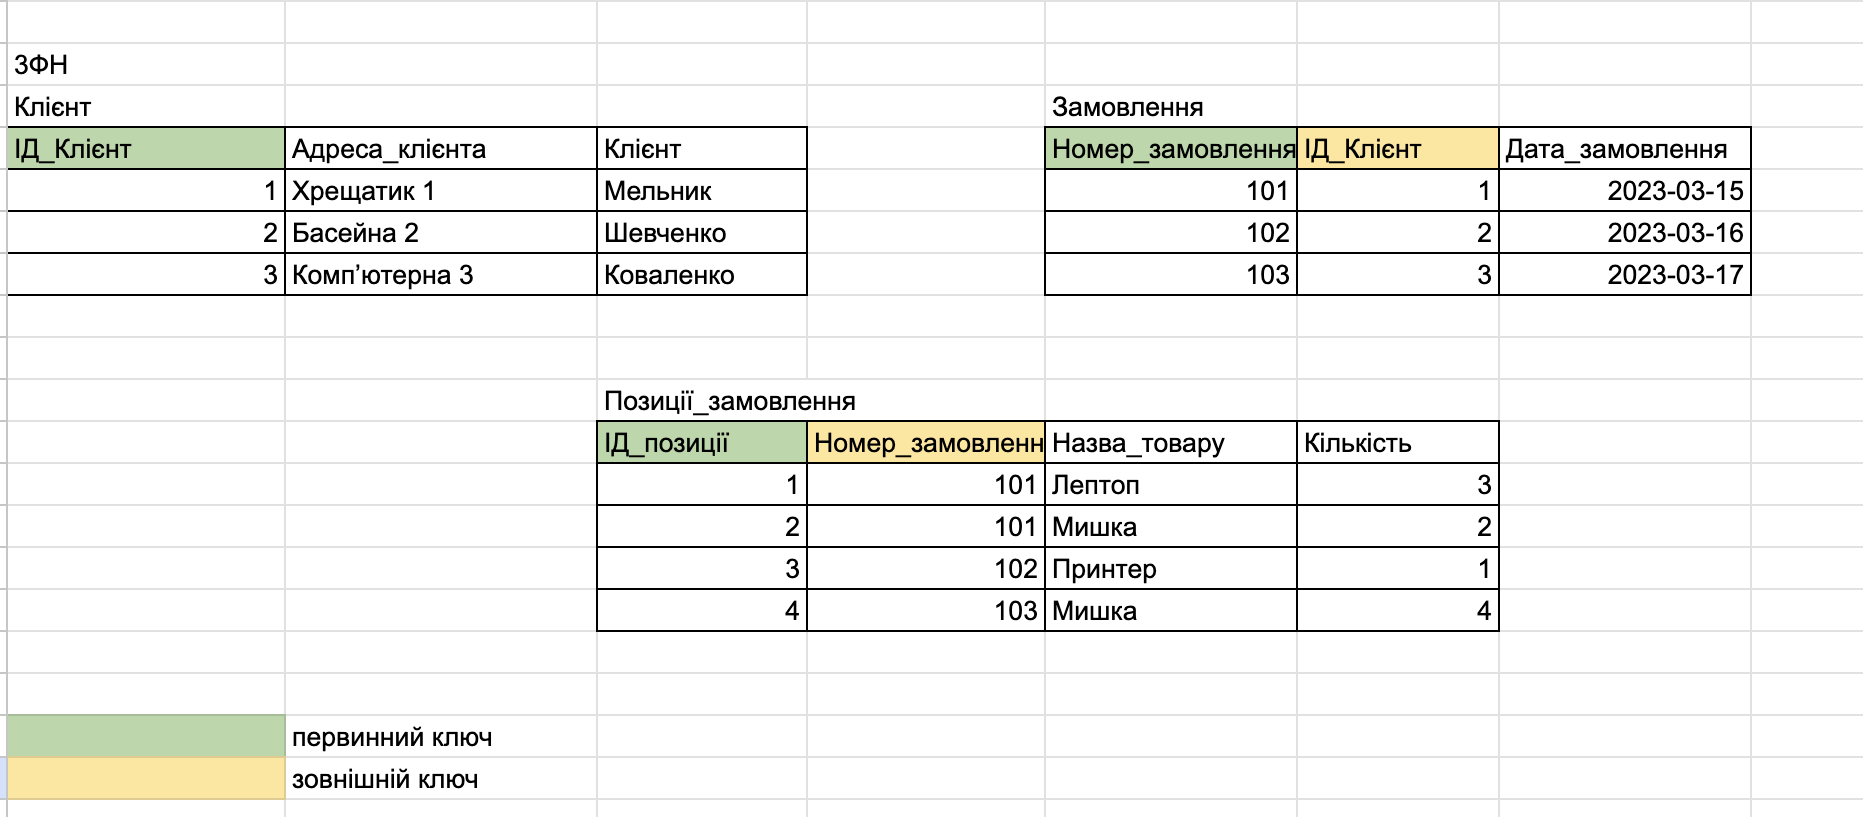 3ФН
Клієнт
ІД_Клієнт Адреса_клієнта Клієнт
1 Хрещатик 1 Мельник
2 Басейна 2 Шевченко
3 Комп’ютерна 3 Коваленко
Замовлення
Номер_замовлення ІД_Клієнт Дата_замовлення
101 1 2023-03-15
102 2 2023-03-16
103 3 2023-03-17
Позиції_замовлення
ІД_позиції Номер_замовленн Назва_товару Кількість
1 101 Лептоп 3
2 101 Мишка 2
3 102 Принтер 1
4 103 Мишка 4
первинний ключ
зовнішній ключ